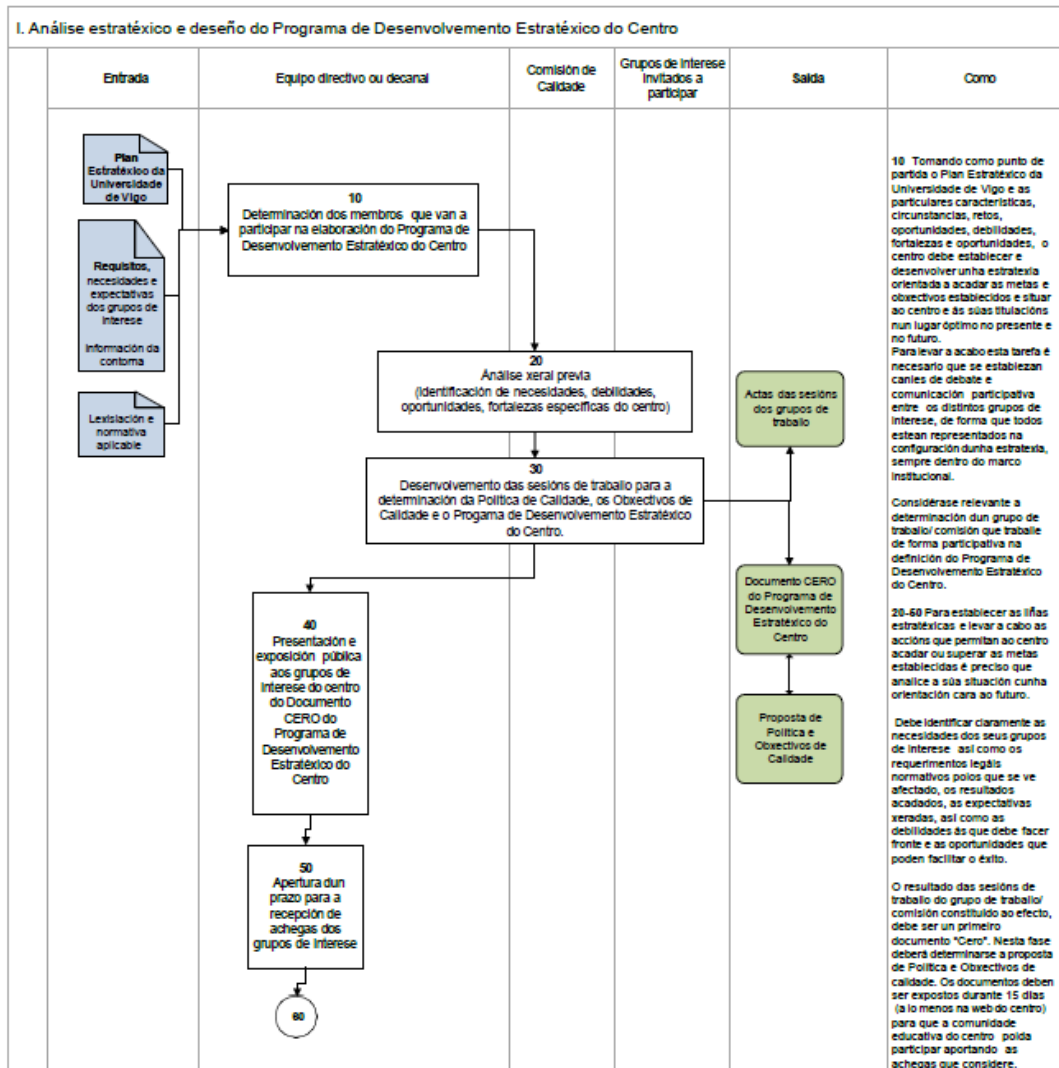 I. Análise estratéxico e deseño do Programa de Desenvolvemento Estratéxico do Centro
Entrada
Equipo directivo ou decanal
Comisión de
Calidade
Grupos de Interese
Invitados a
participar
Saída
Como
Plan
Estratéxico da
Universidade
de Vigo
Requisitos,
necesidades e
expectativas
dos grupos de
Interese
Información da
contorna
Lexislación e
normativa
aplicable
10
Determinación dos membros que van a
participar na elaboración do Programa de
Desenvolvemento Estratéxico do Centro
20
Análise xeral previa
(Identificación de necesidades, debilidades,
oportunidades, fortalezas específicas do centro)
30
Desenvolvemento das sesións de traballo para a
determinación da Política de Calidade, os Obxectivos de
Calidade e o Progama de Desenvolvemento Estratéxico
do Centro.
40
Presentación e
exposición pública
aos grupos de
Interese do centro
do Documento
CERO do
Programa de
Desenvolvemento
Estratéxico do
Centro
50
Apertura dun
prazo para a
recepción de
achegas dos
grupos de Interese
60
Actas das sesións
dos grupos de
traballo
Documento CERO
do Programa de
Desenvolvemento
Estratéxico do
Centro
Proposta de
Política e
Obxectivos de
Calidade
10 Tomando como punto de
partida o Plan Estratéxico da
Universidade de Vigo e as
particulares características,
circunstancias, retos,
oportunidades, debilidades,
fortalezas e oportunidades, o
centro debe establecer e
desenvolver unha estratexia
orientada a acadar as metas e
obxectivos establecidos e situar
ao centro e ás súas titulacións
nun lugar óptimo no presente e
no futuro.
Para levar a acabo esta tarefa é
necesario que se establezan
canles de debate e
comunicación participativa
entre os distintos grupos de
Interese, de forma que todos
estean representados na
configuración dunha estratexia,
sempre dentro do marco
Institucional.
Considérase relevante a
determinación dun grupo de
traballo/ comisión que traballe
de forma participativa na
definición do Programa de
Desenvolvemento Estratéxico
do Centro.
20-60 Para establecer as liñas
estratéxicas e levar a cabo as
accións que permitan ao centro
acadar ou superar as metas
establecidas é preciso que
analice a súa situación cunha
orientación cara ao futuro.
Debe identificar claramente as
necesidades dos seus grupos
de Interese así como os
requerimentos legáis
normativos polos que se ve
afectado, os resultados
acadados, as expectativas
xeradas, así como as
debilidades ás que debe facer
fronte e as oportunidades que
poden facilitar o éxito.
O resultado das sesións de
traballo do grupo de traballo/
comisión constituído ao efecto,
debe ser un primeiro
documento "Cero". Nesta fase
deberá determinarse a proposta
de Política e Obxectivos de
calidade. Os documentos deben
ser expostos durante 15 días
(a lo menos na web do centro)
para que a comunidade
educativa do centro poida
participar aportando as
achegas que considere.